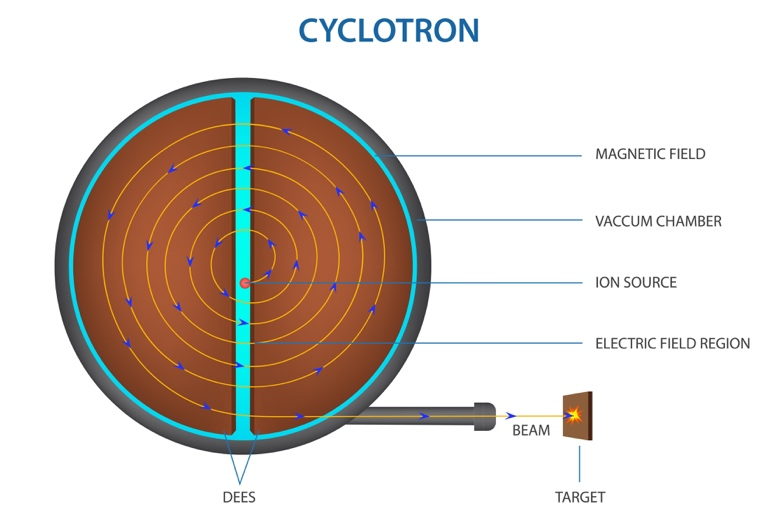 CYCLOTRON
MAGNETIC FIELD
VACCUM CHAMBER
ION SOURCE
ELECTRIC FIELD REGION
BEAM
DEES
TARGET